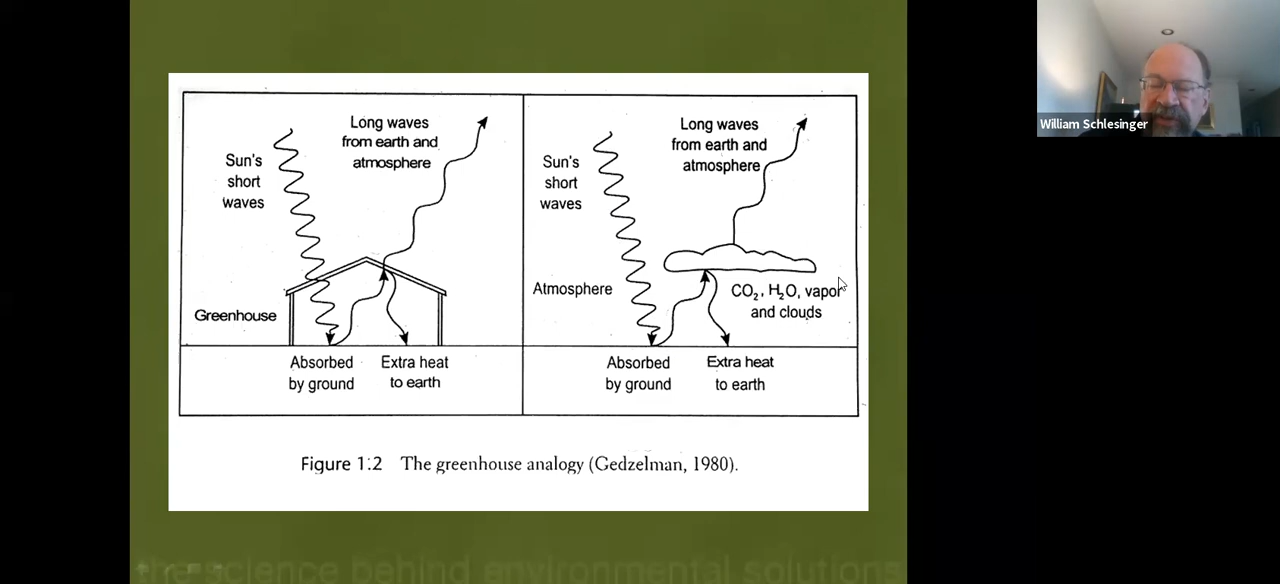 Long waves
from earth and
atmosphere
Sun's
short
waves
Greenhouse
Absorbed
by ground
Extra heat
to earth
Long waves
from earth and
atmosphere
Sun's
short
waves
Atmosphere
CO₂, H₂O, vapor
and clouds
Absorbed
by ground
Extra heat
to earth
Figure 1.2 The greenhouse analogy (Gedzelman, 1980).
William Schlesinger
the science behind environmental solutions